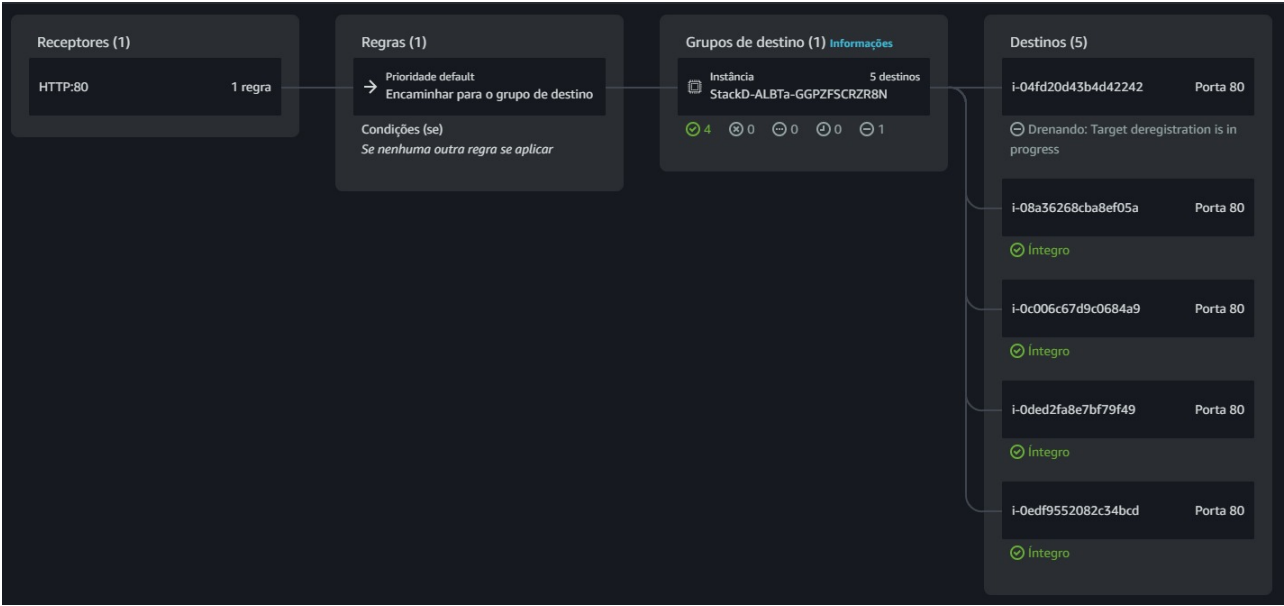 Receptores (1)
HTTP:80 1 regra
Regras (1)
Prioridade default
Encaminhar para o grupo de destino
Condições (se)
Se nenhuma outra regra se aplicar
Grupos de destino (1) Informações
Instância 5 destinos
StackD-ALBTa-GGPZFSCRZR8N
4 0 0 0 1
Destinos (5)
i-04fd20d43b4d42242 Porta 80
Drenando: Target deregistration is in
progress
i-08a36268cba8ef05a Porta 80
Íntegro
i-0c006c67d9c0684a9 Porta 80
Íntegro
i-0ded2fa8e7bf79f49 Porta 80
Íntegro
i-0edf9552082c34bcd Porta 80
Íntegro